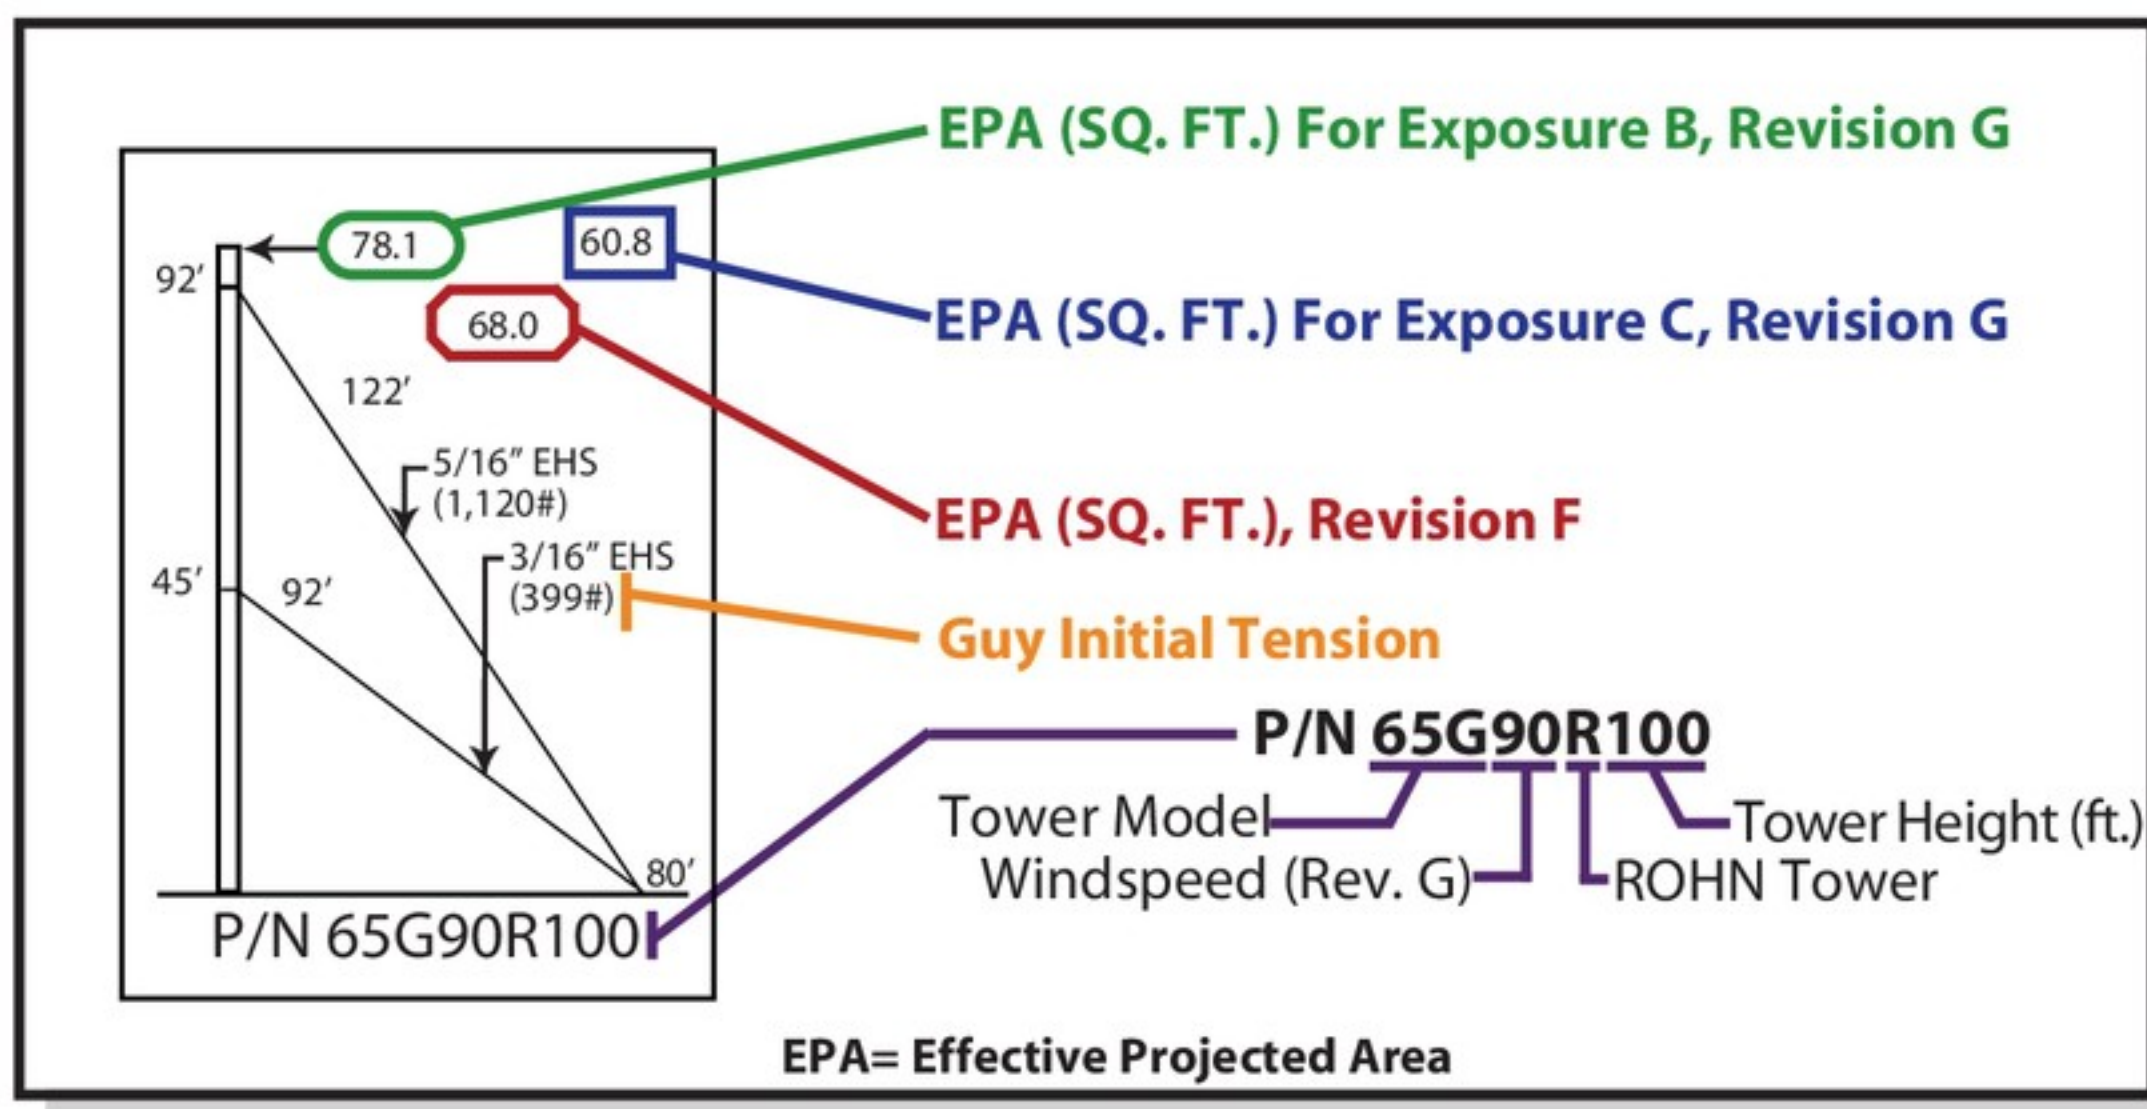 EPA (SQ. FT.) For Exposure B, Revision G
78.1
60.8
92’
68.0
EPA (SQ. FT.) For Exposure C, Revision G
122’
5/16” EHS
(1,120#)
EPA (SQ. FT.), Revision F
3/16” EHS
(399#)
45’
92’
Guy Initial Tension
P/N 65G90R100
Tower Model
Tower Height (ft.)
Windspeed (Rev. G)
ROHN Tower
80’
P/N 65G90R100
EPA= Effective Projected Area